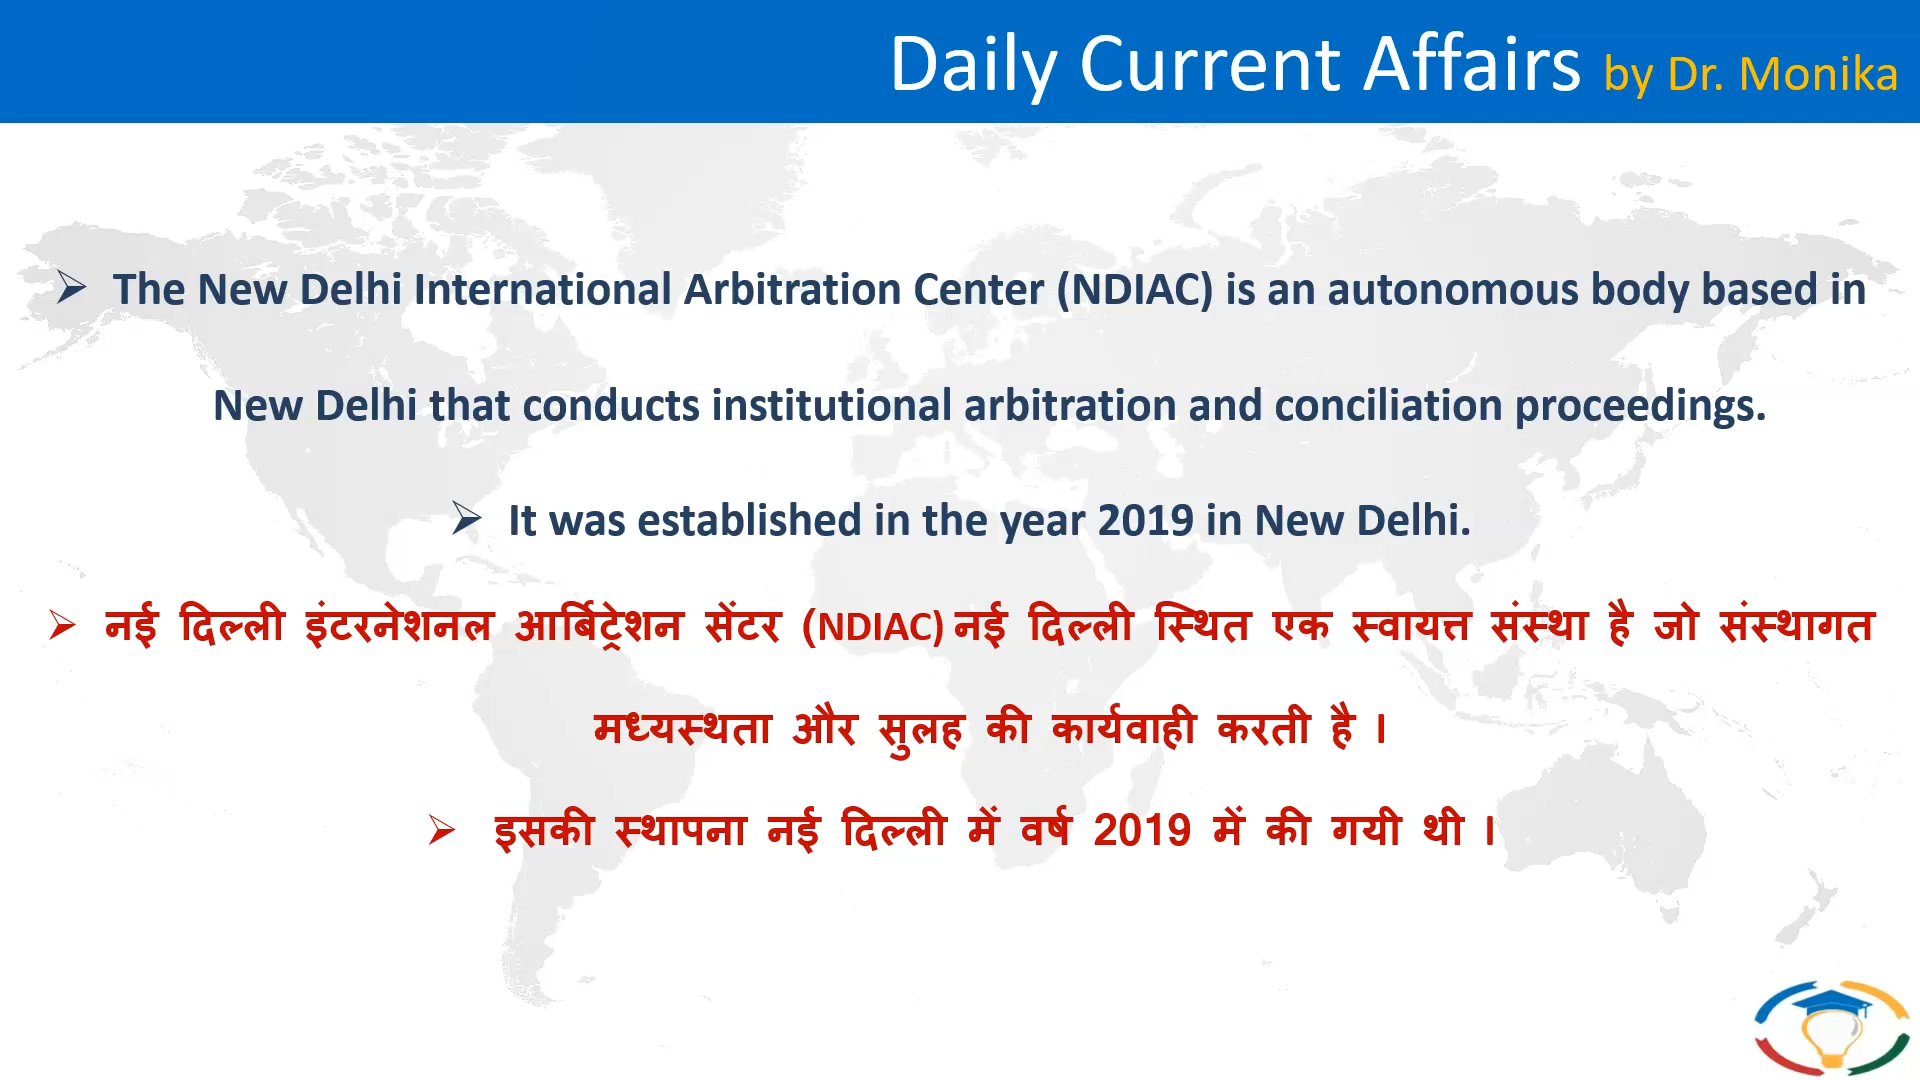 Daily Current Affairs by Dr. Monika
➢ The New Delhi International Arbitration Center (NDIAC) is an autonomous body based in
New Delhi that conducts institutional arbitration and conciliation proceedings.
➢ It was established in the year 2019 in New Delhi.
➢ नई दिल्ली इंटरनेशनल आर्बिट्रेशन सेंटर (NDIAC) नई दिल्ली स्थित एक स्वायत्त संस्था है जो संस्थागत
मध्यस्थता और सुलह की कार्यवाही करती है ।
➢ इसकी स्थापना नई दिल्ली में वर्ष 2019 में की गयी थी ।